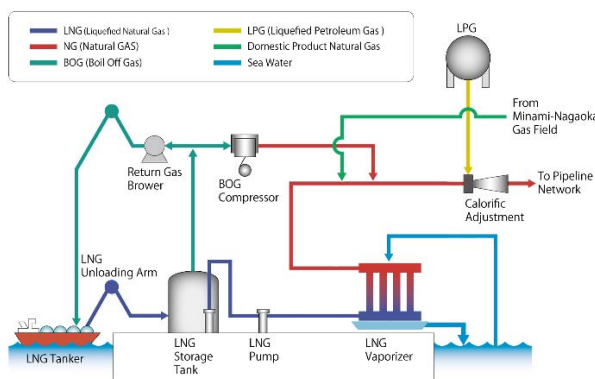 LNG (Liquefied Natural Gas )
NG (Natural GAS)
BOG (Boil Off Gas)
LPG (Liquefied Petroleum Gas )
Domestic Product Natural Gas
Sea Water
LPG
From
Minami-Nagaoka
Gas Field
Return Gas
Brower
BOG
Compressor
To Pipeline
Network
Calorific
Adjustment
LNG
Unloading Arm
LNG Tanker
LNG
Storage
Tank
LNG
Pump
LNG
Vaporizer